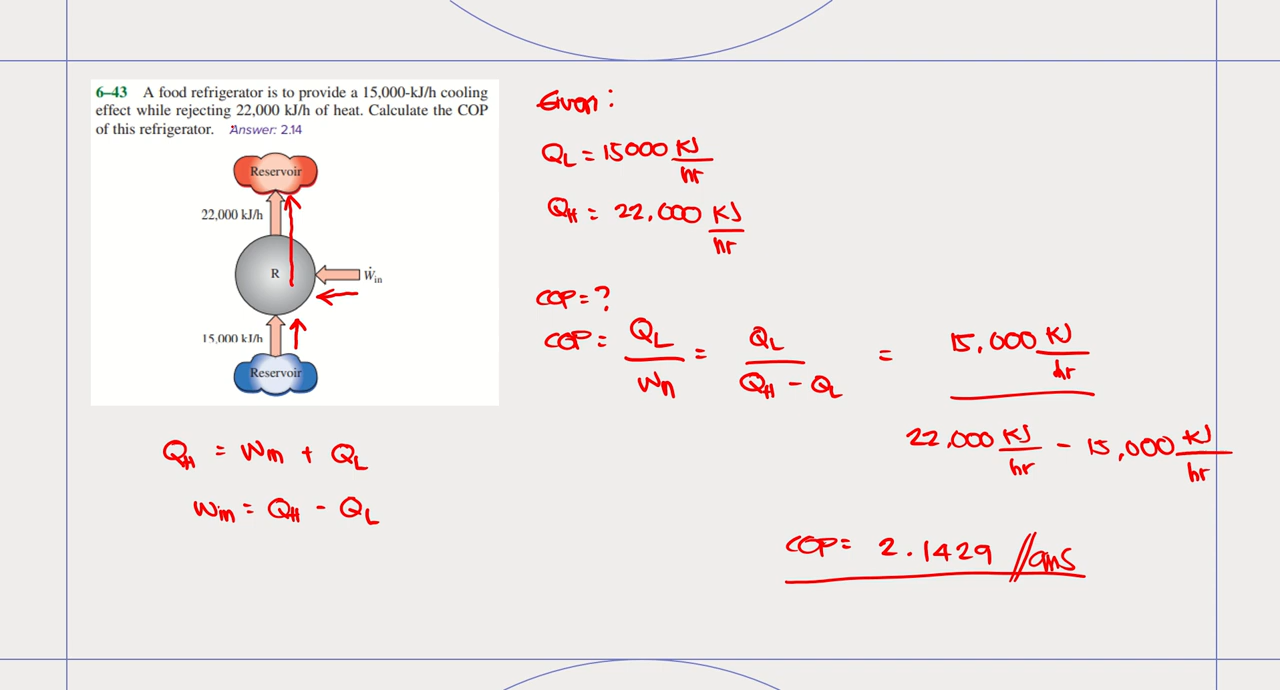 6–43 A food refrigerator is to provide a 15,000-kJ/h cooling
effect while rejecting 22,000 kJ/h of heat. Calculate the COP
of this refrigerator. Answer: 2.14
Reservoir
22,000 kJ/h
R
Ẇin
15,000 kJ/h
Reservoir
QH = Win + QL
Win = QH - QL
Given:
QL = 15000 KJ/hr
QH = 22,000 KJ/hr
COP = ?
COP = QL/Win = QL/(QH - QL) = 15,000 KJ/hr / (22,000 KJ/hr - 15,000 KJ/hr)
COP = 2.1429 //ans